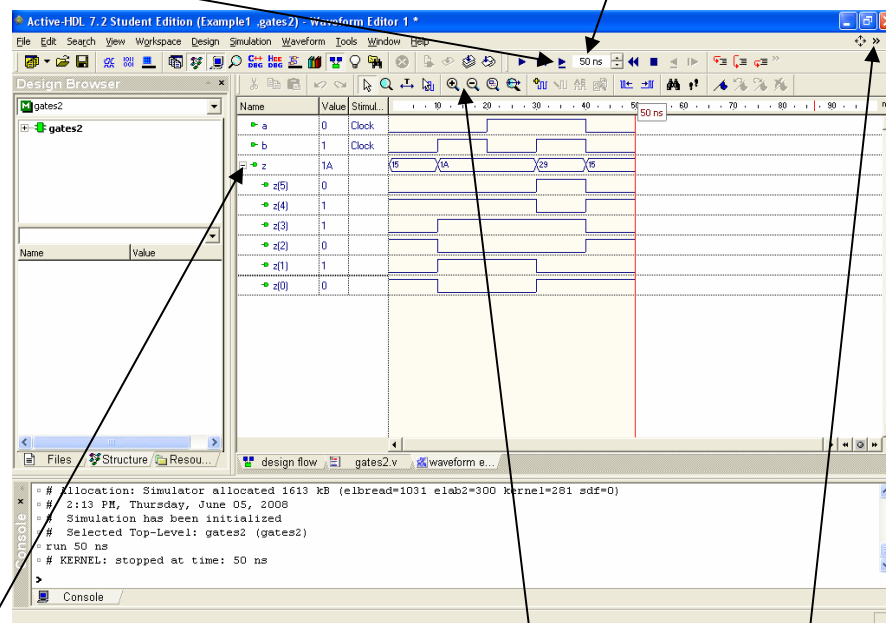 Active-HDL 7.2 Student Edition (Example1 ,gates2) - Waveform Editor 1 *
File Edit Search View Workspace Design Simulation Waveform Tools Window Help
50 ns
Design Browser
gates2
gates2
Name Value
Files Structure Resou...
Name Value Stimul... 10 20 30 40 50 60 70 80 90
50 ns
a 0 Clock
b 1 Clock
z 1A 15 1A 29 15
z(5) 0
z(4) 1
z(3) 1
z(2) 0
z(1) 1
z(0) 0
design flow gates2.v waveform e...
# Allocation: Simulator allocated 1613 kB (elbread=1031 elab2=300 kernel=281 sdf=0)
# 2:13 PM, Thursday, June 05, 2008
# Simulation has been initialized
# Selected Top-Level: gates2 (gates2)
run 50 ns
# KERNEL: stopped at time: 50 ns
>
Console
Console